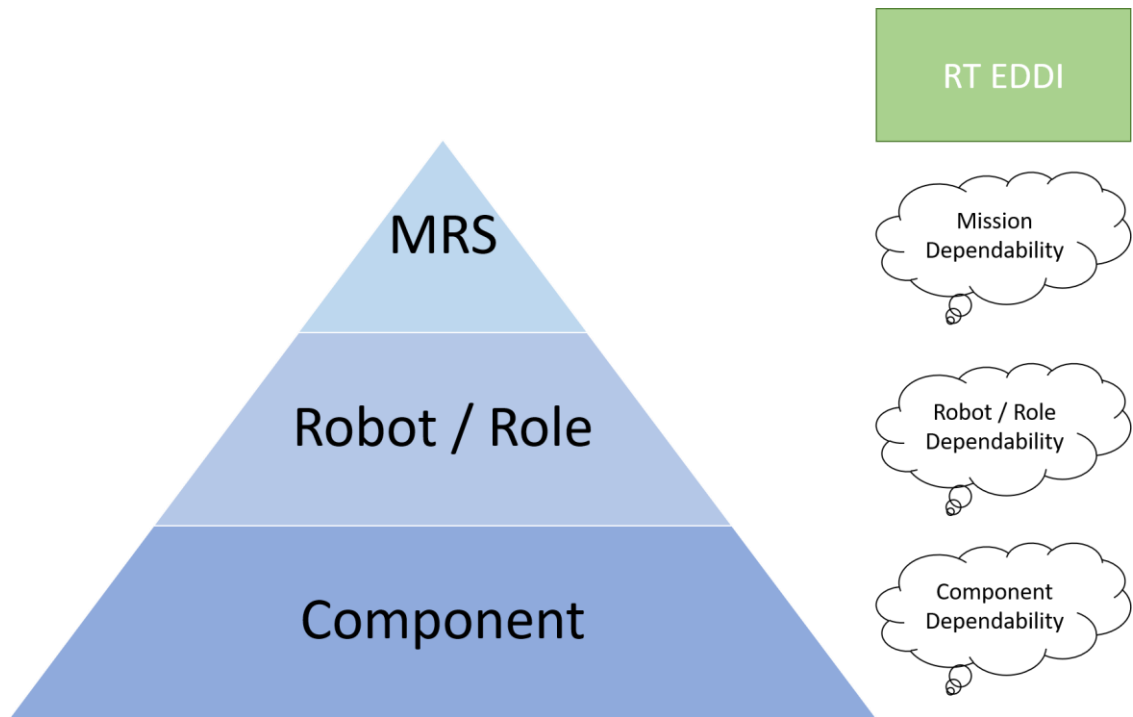 RT EDDI
MRS
Mission
Dependability
Robot / Role
Robot / Role
Dependability
Component
Component
Dependability